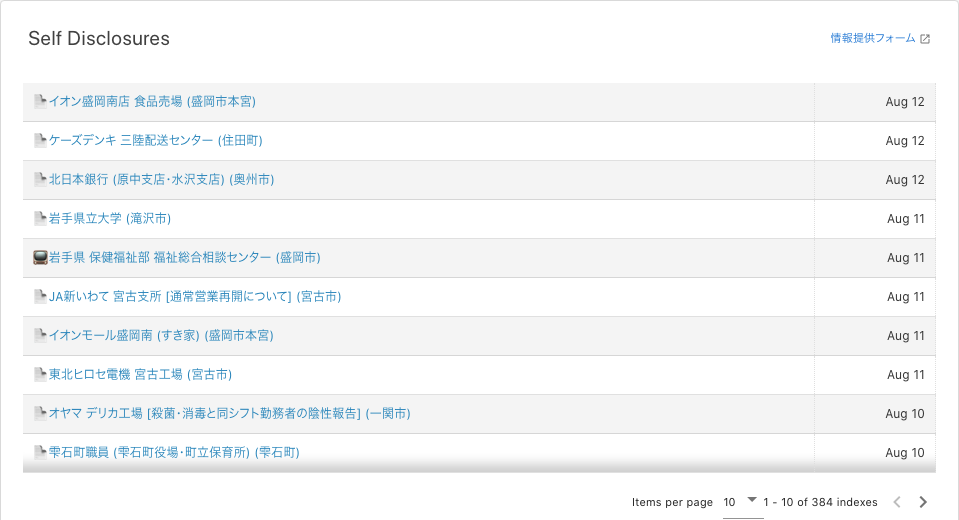 Self Disclosures
情報提供フォーム
イオン盛岡南店 食品売場 (盛岡市本宮) Aug 12
ケーズデンキ 三陸配送センター (住田町) Aug 12
北日本銀行 (原中支店・水沢支店) (奥州市) Aug 12
岩手県立大学 (滝沢市) Aug 11
岩手県 保健福祉部 福祉総合相談センター (盛岡市) Aug 11
JA新いわて 宮古支所 [通常営業再開について] (宮古市) Aug 11
イオンモール盛岡南 (すき家) (盛岡市本宮) Aug 11
東北ヒロセ電機 宮古工場 (宮古市) Aug 11
オヤマ デリカ工場 [殺菌・消毒と同シフト勤務者の陰性報告] (一関市) Aug 10
雫石町職員 (雫石町役場・町立保育所) (雫石町) Aug 10
Items per page 10 1 - 10 of 384 indexes